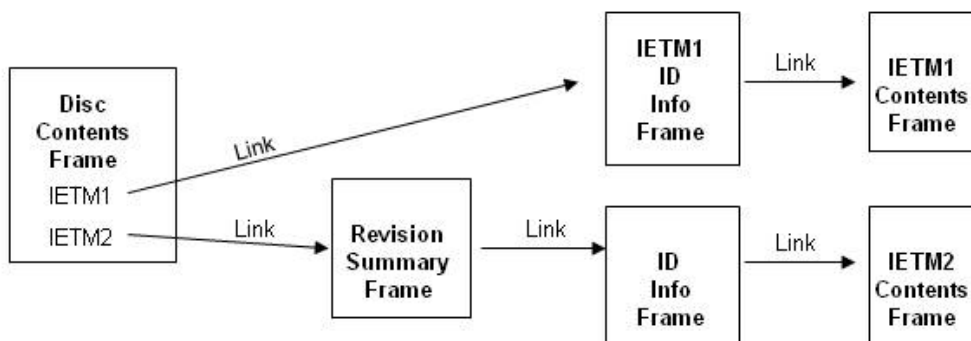 Disc
Contents
Frame
IETM1
IETM2
Link
Link
Revision
Summary
Frame
Link
IETM1
ID
Info
Frame
Link
IETM1
Contents
Frame
ID
Info
Frame
Link
IETM2
Contents
Frame